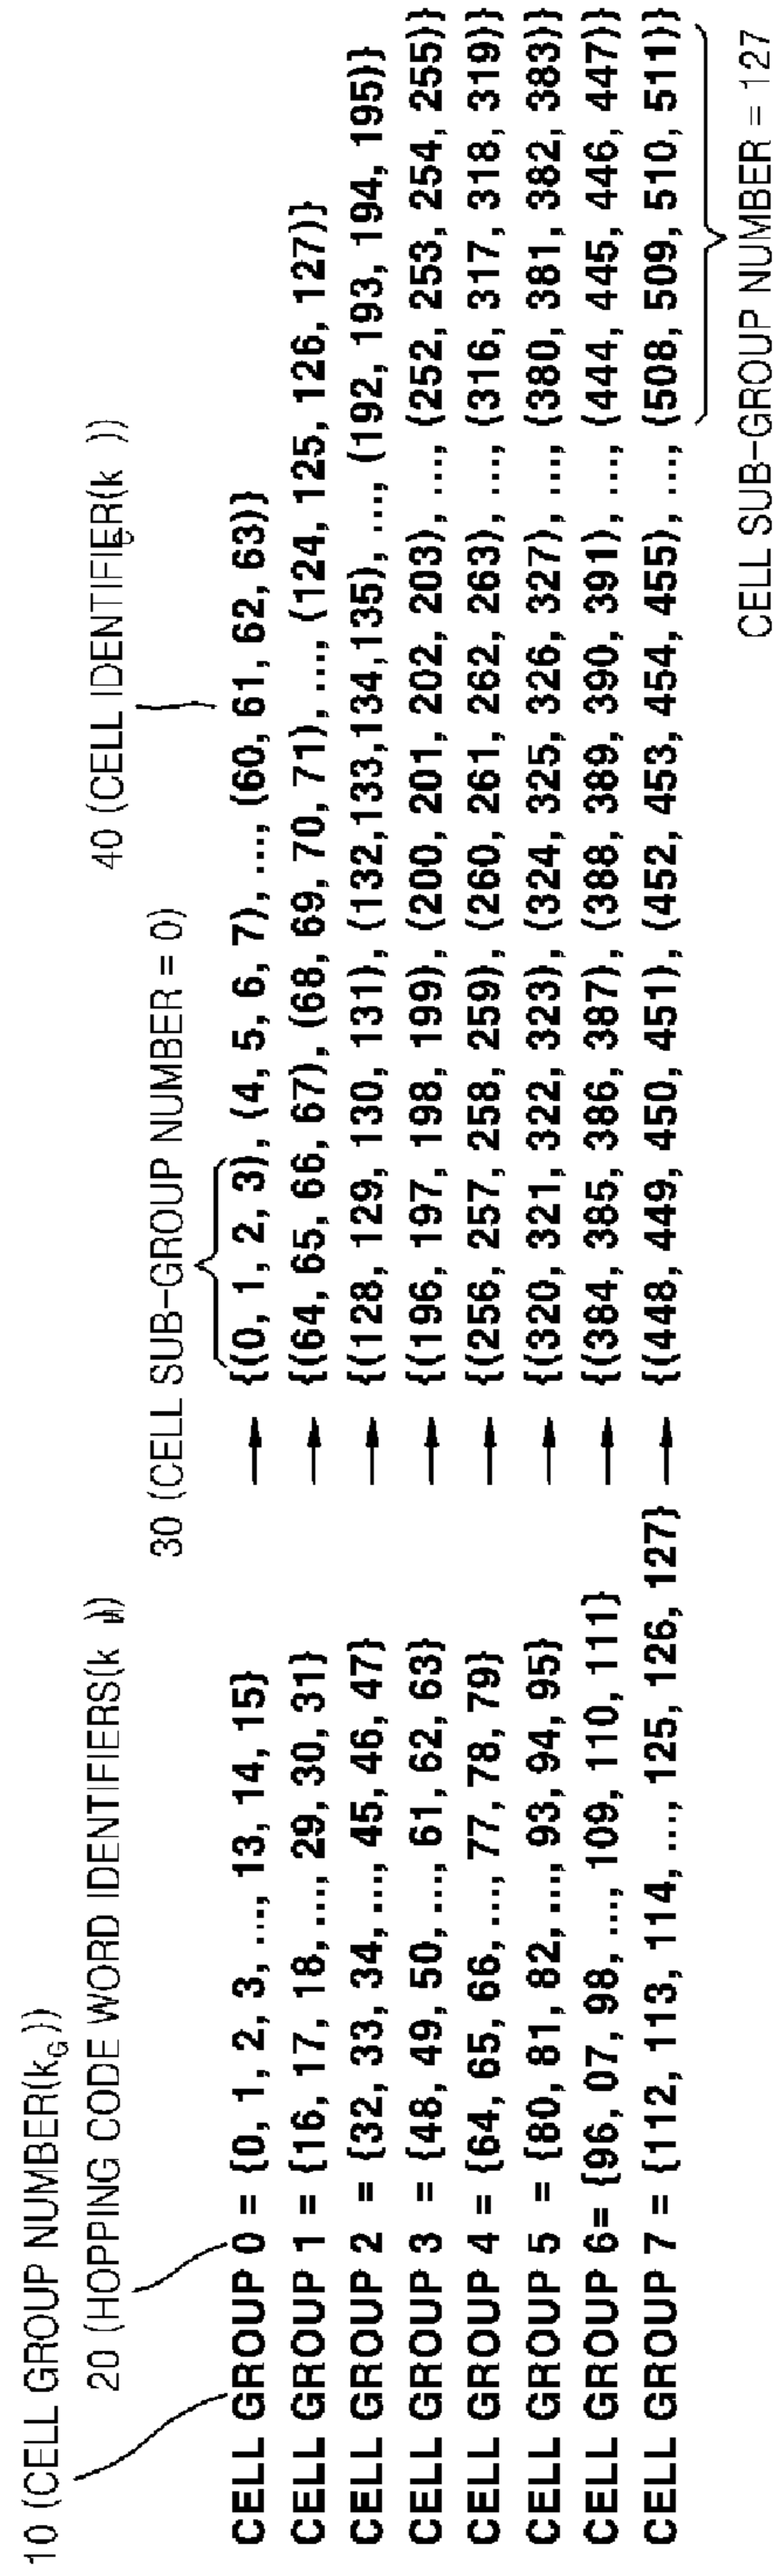 10 (CELL GROUP NUMBER(kG))
20 (HOPPING CODE WORD IDENTIFIERS(k ))
30 (CELL SUB-GROUP NUMBER = 0)
40 (CELL IDENTIFIER(k ))
CELL GROUP 0 = {0, 1, 2, 3, ..., 13, 14, 15} → {(0, 1, 2, 3), (4, 5, 6, 7), ..., (60, 61, 62, 63)}
CELL GROUP 1 = {16, 17, 18, ..., 29, 30, 31} → {(64, 65, 66, 67), (68, 69, 70, 71), ..., (124, 125, 126, 127)}
CELL GROUP 2 = {32, 33, 34, ..., 45, 46, 47} → {(128, 129, 130, 131), (132,133,134,135), ..., (192, 193, 194, 195)}
CELL GROUP 3 = {48, 49, 50, ..., 61, 62, 63} → {(196, 197, 198, 199), (200, 201, 202, 203), ..., (252, 253, 254, 255)}
CELL GROUP 4 = {64, 65, 66, ..., 77, 78, 79} → {(256, 257, 258, 259), (260, 261, 262, 263), ..., (316, 317, 318, 319)}
CELL GROUP 5 = {80, 81, 82, ..., 93, 94, 95} → {(320, 321, 322, 323), (324, 325, 326, 327), ..., (380, 381, 382, 383)}
CELL GROUP 6= {96, 07, 98, ..., 109, 110, 111} → {(384, 385, 386, 387), (388, 389, 390, 391), ..., (444, 445, 446, 447)}
CELL GROUP 7 = {112, 113, 114, ..., 125, 126, 127} → {(448, 449, 450, 451), (452, 453, 454, 455), ..., (508, 509, 510, 511)}
CELL SUB-GROUP NUMBER = 127